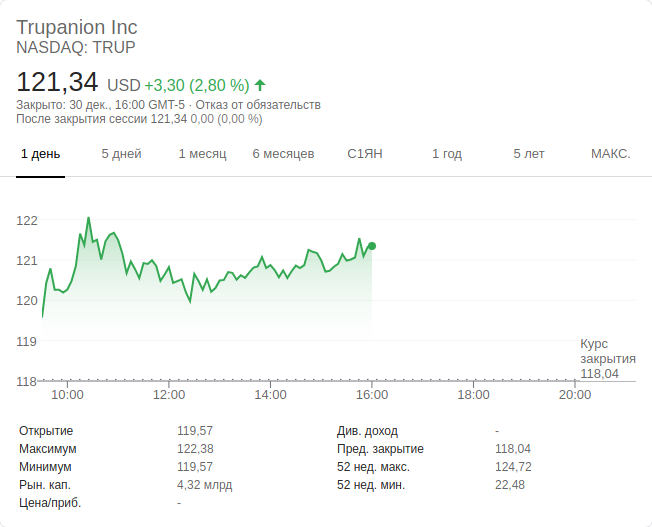 Trupanion Inc
NASDAQ: TRUP
121,34 USD +3,30 (2,80 %)
Закрыто: 30 дек., 16:00 GMT-5 · Отказ от обязательств
После закрытия сессии 121,34 0,00 (0,00 %)
1 день 5 дней 1 месяц 6 месяцев С1ЯН 1 год 5 лет МАКС.
122
121
120
119
Курс
закрытия
118,04
118
10:00 12:00 14:00 16:00 18:00 20:00
Открытие 119,57 Див. доход -
Максимум 122,38 Пред. закрытие 118,04
Минимум 119,57 52 нед. макс. 124,72
Рын. кап. 4,32 млрд 52 нед. мин. 22,48
Цена/приб. -